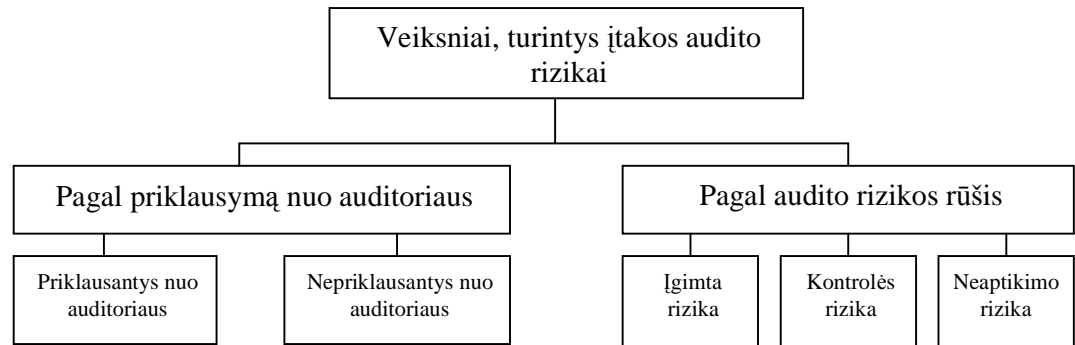 Veiksniai, turintys įtakos audito
rizikai
Pagal priklausymą nuo auditoriaus
Pagal audito rizikos rūšis
Priklausantys nuo
auditoriaus
Nepriklausantys nuo
auditoriaus
Įgimta
rizika
Kontrolės
rizika
Neaptikimo
rizika